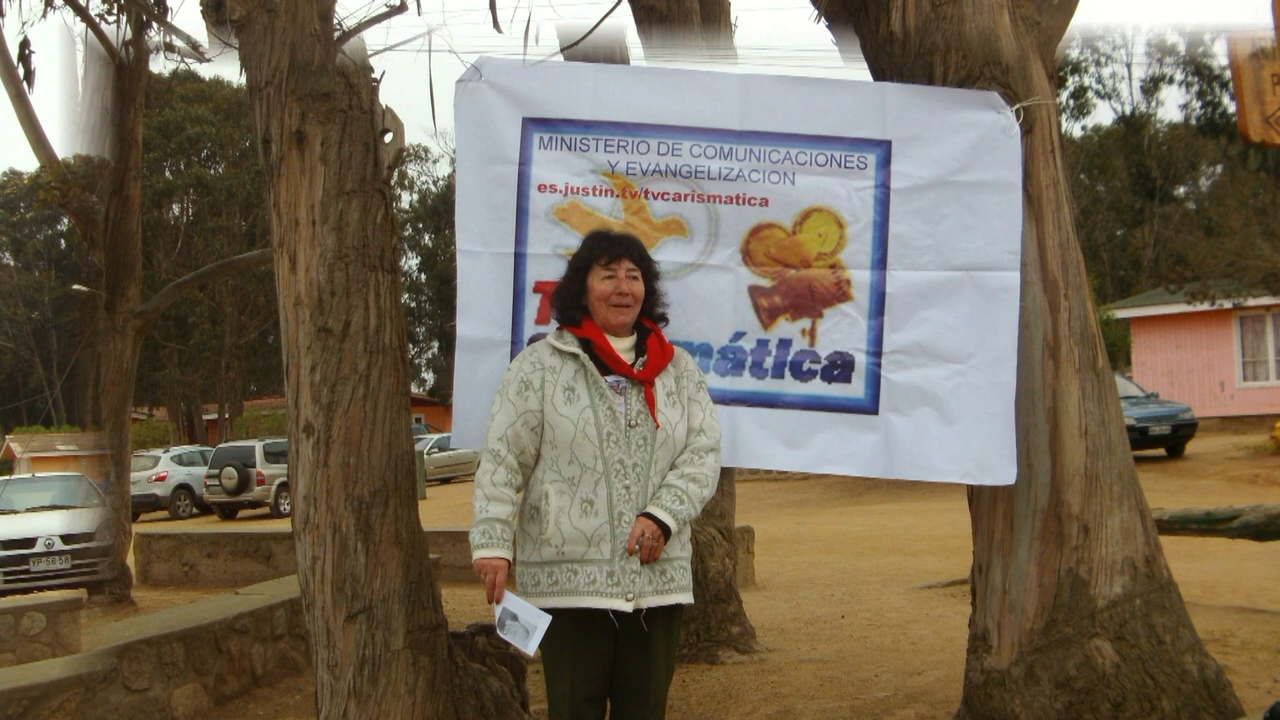 MINISTERIO DE COMUNICACIONES
Y EVANGELIZACION
es.justin.tv/tvcarismatica
T
mática
YP·56·58